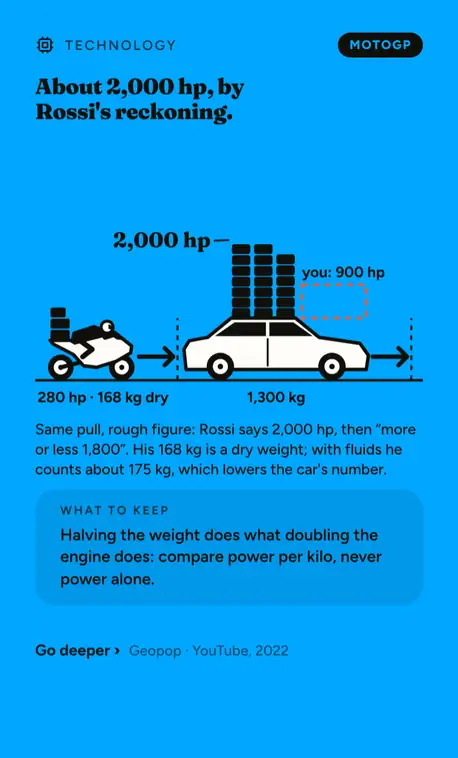 TECHNOLOGY
MOTOGP
About 2,000 hp, by
Rossi's reckoning.
2,000 hp
you: 900 hp
280 hp · 168 kg dry
1,300 kg
Same pull, rough figure: Rossi says 2,000 hp, then “more
or less 1,800”. His 168 kg is a dry weight; with fluids he
counts about 175 kg, which lowers the car's number.
WHAT TO KEEP
Halving the weight does what doubling the
engine does: compare power per kilo, never
power alone.
Go deeper › Geopop · YouTube, 2022